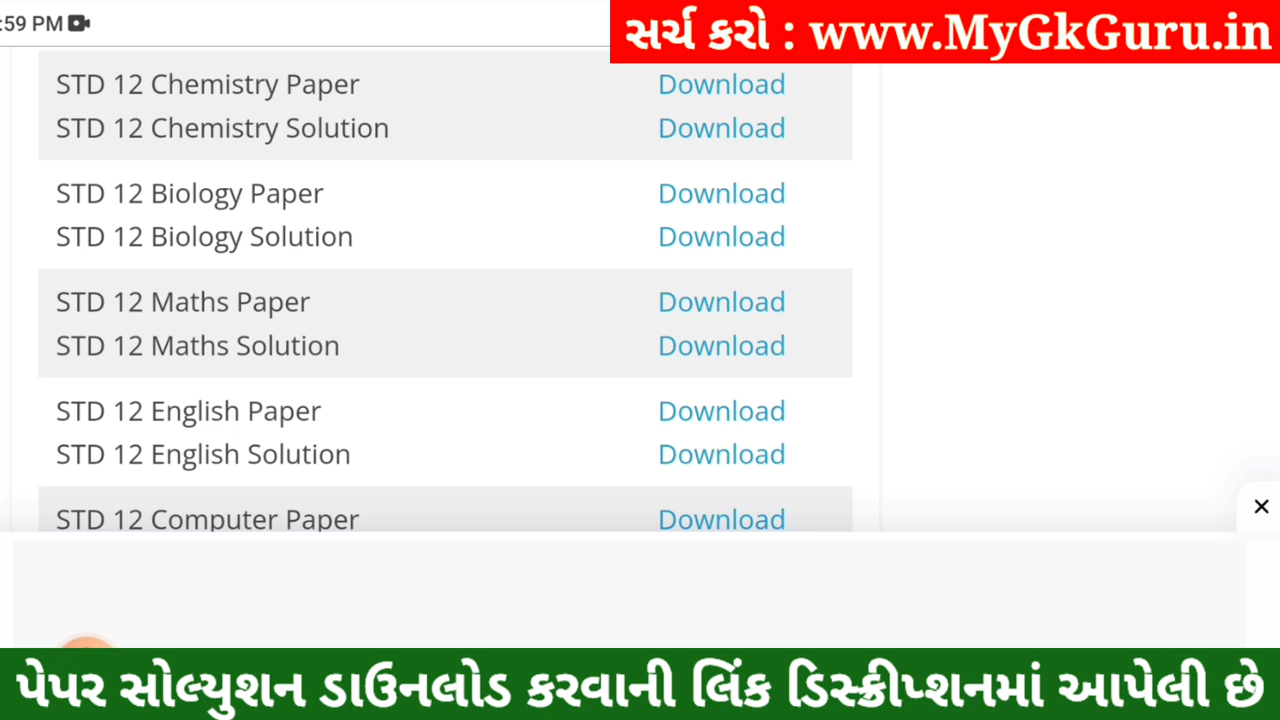 :59 PM
સર્ચ કરો : www.MyGkGuru.in
STD 12 Chemistry Paper Download
STD 12 Chemistry Solution Download
STD 12 Biology Paper Download
STD 12 Biology Solution Download
STD 12 Maths Paper Download
STD 12 Maths Solution Download
STD 12 English Paper Download
STD 12 English Solution Download
STD 12 Computer Paper Download
પેપર સોલ્યુશન ડાઉનલોડ કરવાની લિંક ડિસ્ક્રીપ્શનમાં આપેલી છે